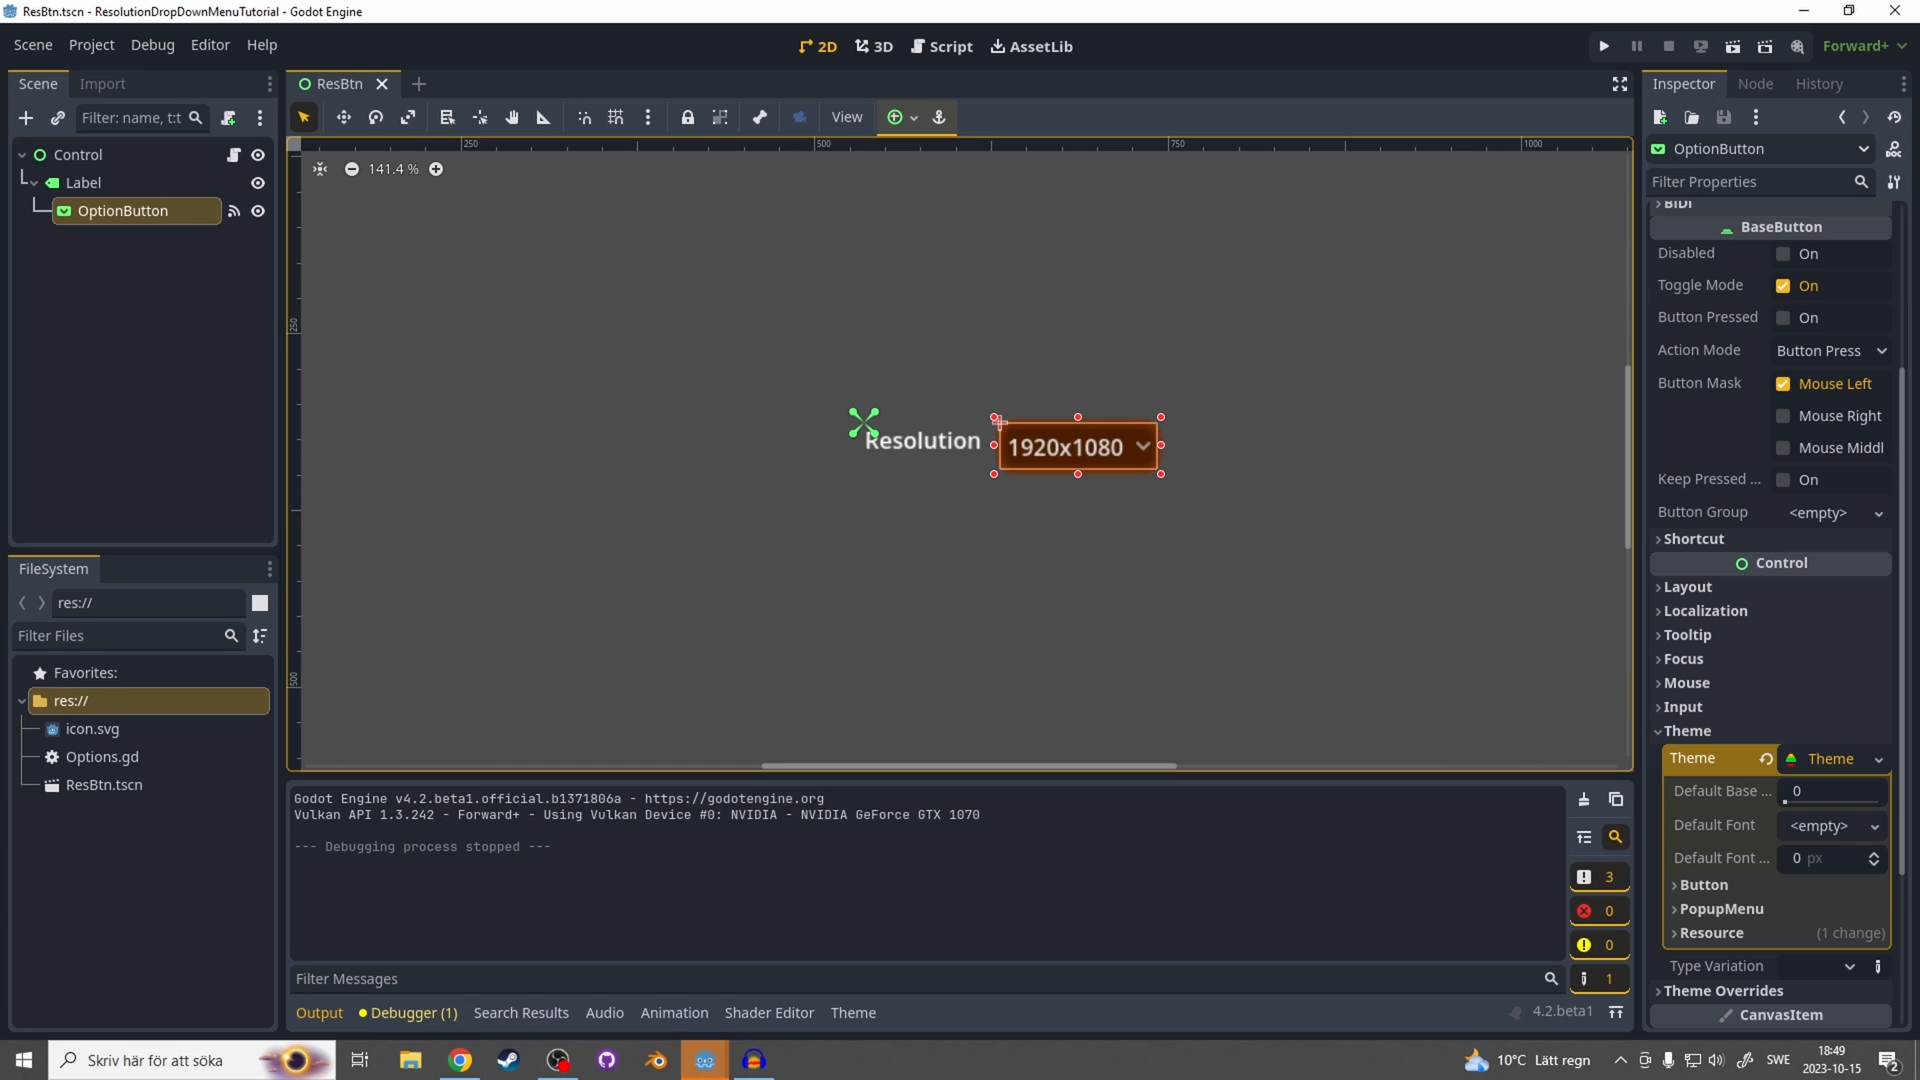 ResBtn.tscn - ResolutionDropDownMenuTutorial - Godot Engine
Scene Project Debug Editor Help
2D 3D Script AssetLib
Forward+
Scene Import
Filter: name, t:t
Control
Label
OptionButton
FileSystem
res://
Filter Files
Favorites:
res://
icon.svg
Options.gd
ResBtn.tscn
ResBtn
View
250 500 750 1000
250
500
141.4 %
Resolution
1920x1080
Godot Engine v4.2.beta1.official.b1371806a - https://godotengine.org
Vulkan API 1.3.242 - Forward+ - Using Vulkan Device #0: NVIDIA - NVIDIA GeForce GTX 1070
--- Debugging process stopped ---
3
0
0
1
Filter Messages
Output Debugger (1) Search Results Audio Animation Shader Editor Theme
4.2.beta1
Inspector Node History
OptionButton
Filter Properties
BiDi
BaseButton
Disabled On
Toggle Mode On
Button Pressed On
Action Mode Button Press
Button Mask Mouse Left
Mouse Right
Mouse Middl
Keep Pressed ... On
Button Group <empty>
Shortcut
Control
Layout
Localization
Tooltip
Focus
Mouse
Input
Theme
Theme Theme
Default Base ... 0
Default Font <empty>
Default Font ... 0 px
Button
PopupMenu
Resource (1 change)
Type Variation
Theme Overrides
CanvasItem
Skriv här för att söka
10°C Lätt regn
SWE
18:49
2023-10-15
2